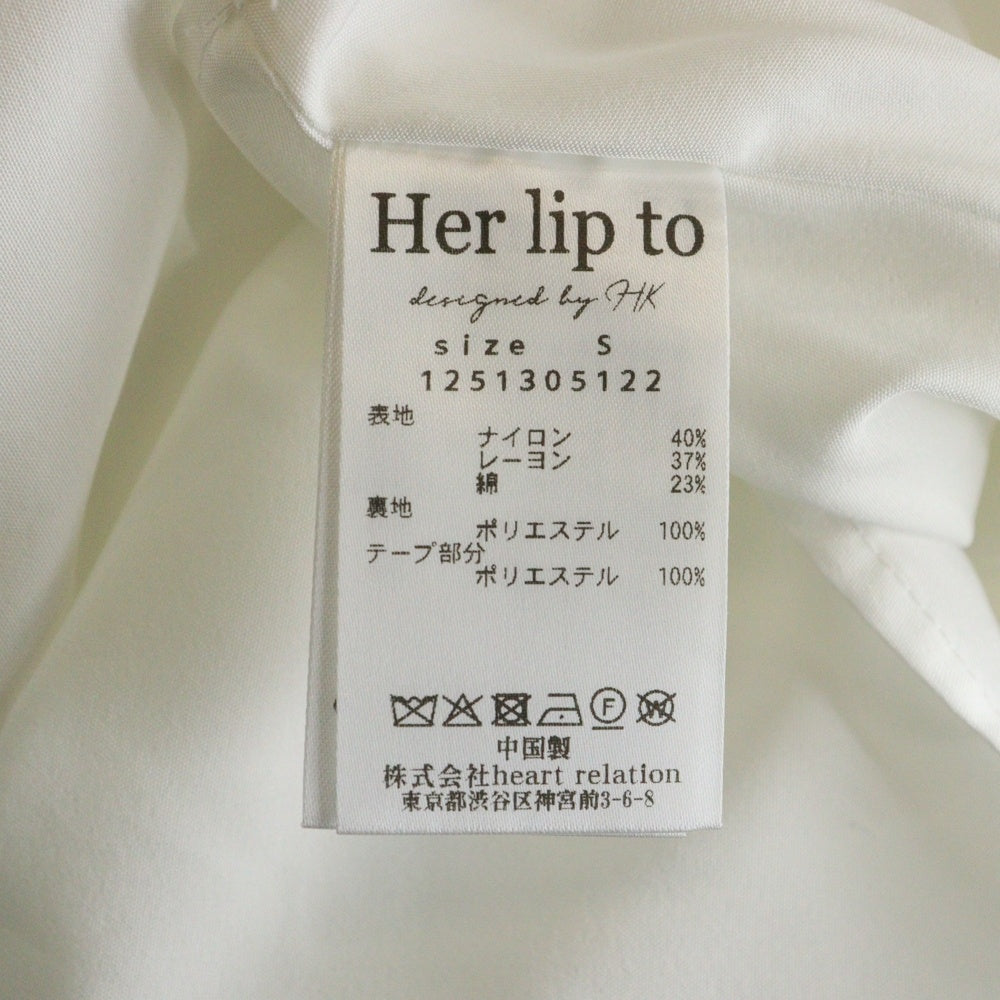 Her lip to
designed by HK
size S
1251305122
表地
ナイロン 40%
レーヨン 37%
綿 23%
裏地
ポリエステル 100%
テープ部分
ポリエステル 100%
F W
中国製
株式会社heart relation
東京都渋谷区神宮前3-6-8